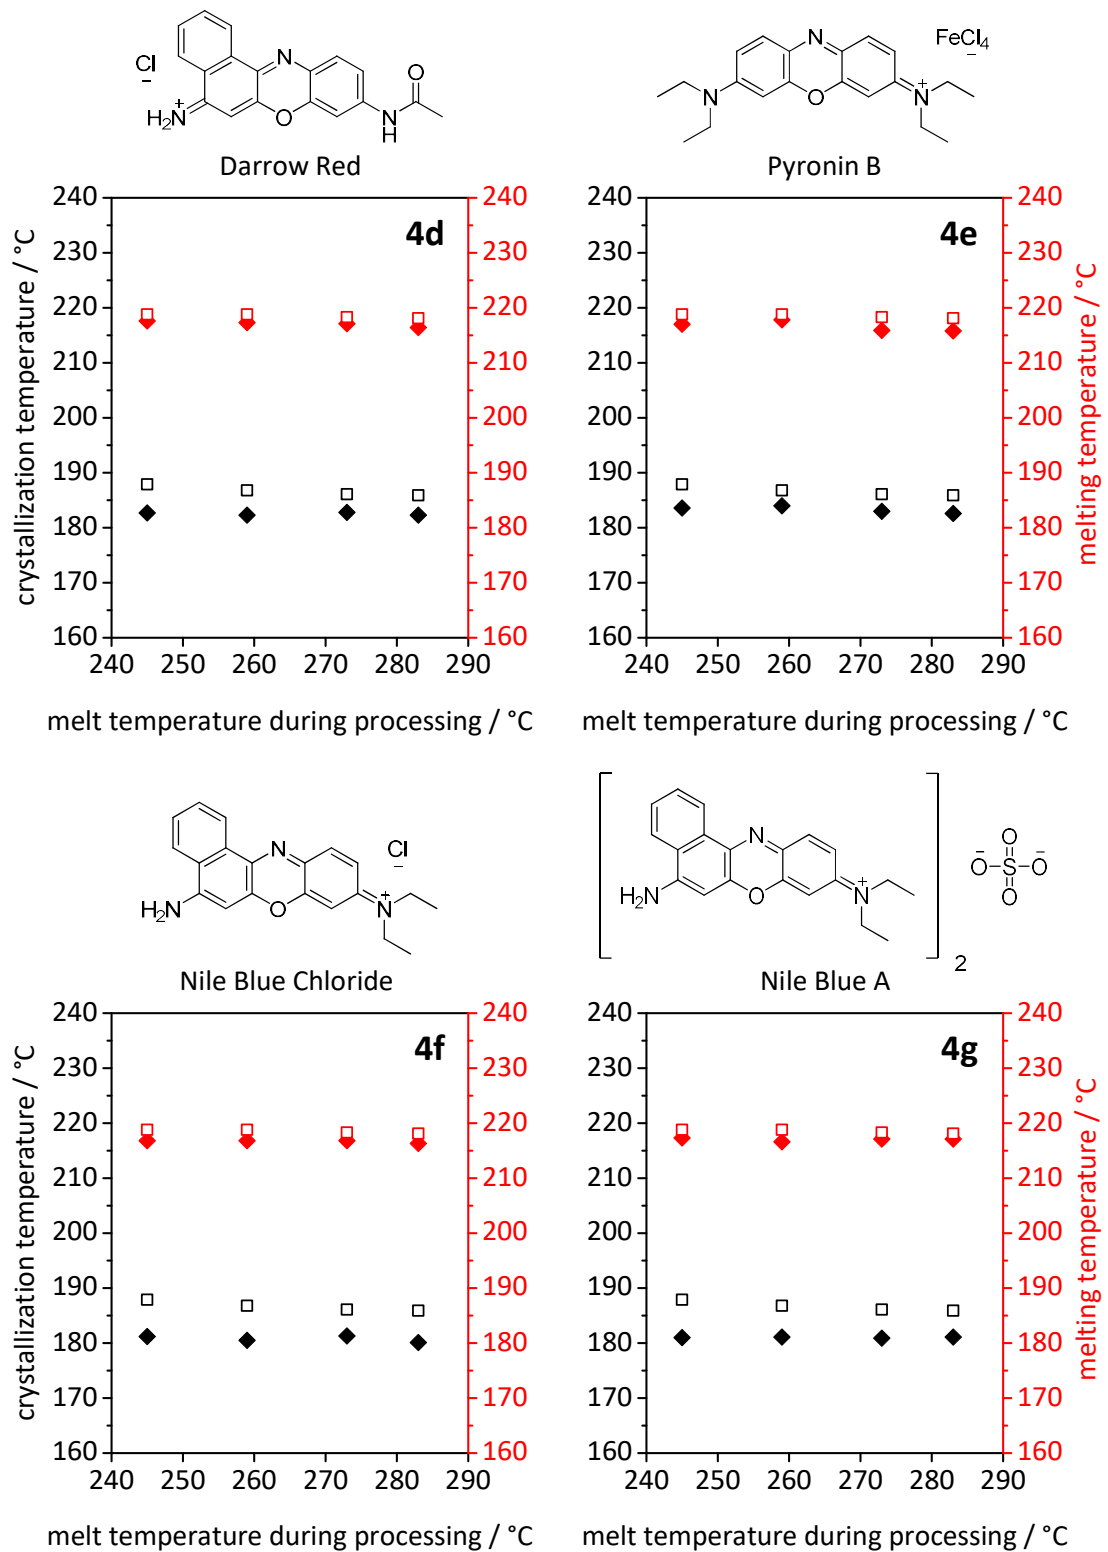 Cl
−
N
O
H₂N
+
N
H
O
Darrow Red
N
O
N
N
+
FeCl₄
−
Pyronin B
240
230
220
210
200
190
180
170
160
crystallization temperature / °C
4d
240
230
220
210
200
190
180
170
160
240 250 260 270 280 290
melt temperature during processing / °C
240
230
220
210
200
190
180
170
160
4e
240
230
220
210
200
190
180
170
160
melting temperature / °C
240 250 260 270 280 290
melt temperature during processing / °C
N
O
H₂N
N
+
Cl
−
Nile Blue Chloride
N
O
H₂N
N
+
2
O
−
O
S
O
−
O
Nile Blue A
240
230
220
210
200
190
180
170
160
crystallization temperature / °C
4f
240
230
220
210
200
190
180
170
160
240 250 260 270 280 290
melt temperature during processing / °C
240
230
220
210
200
190
180
170
160
4g
240
230
220
210
200
190
180
170
160
melting temperature / °C
240 250 260 270 280 290
melt temperature during processing / °C